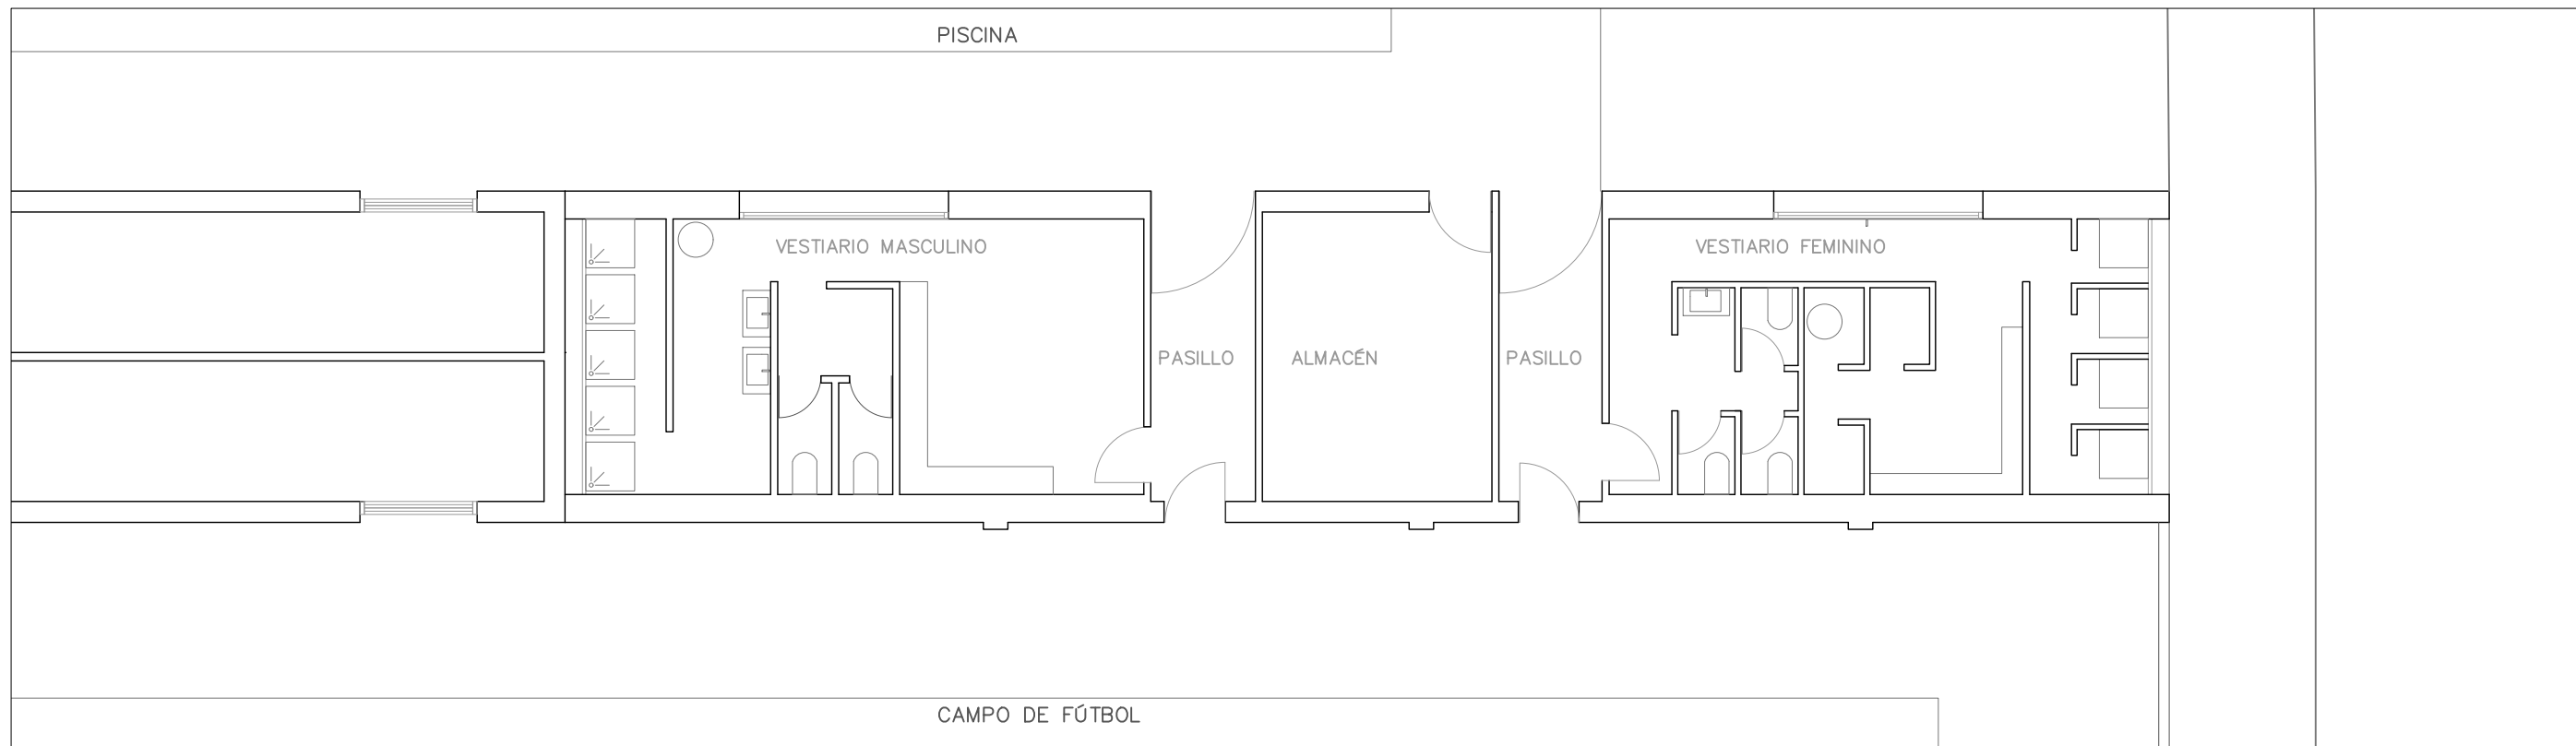 PISCINA
VESTIARIO MASCULINO
VESTIARIO FEMININO
PASILLO
ALMACÉN
PASILLO
CAMPO DE FÚTBOL